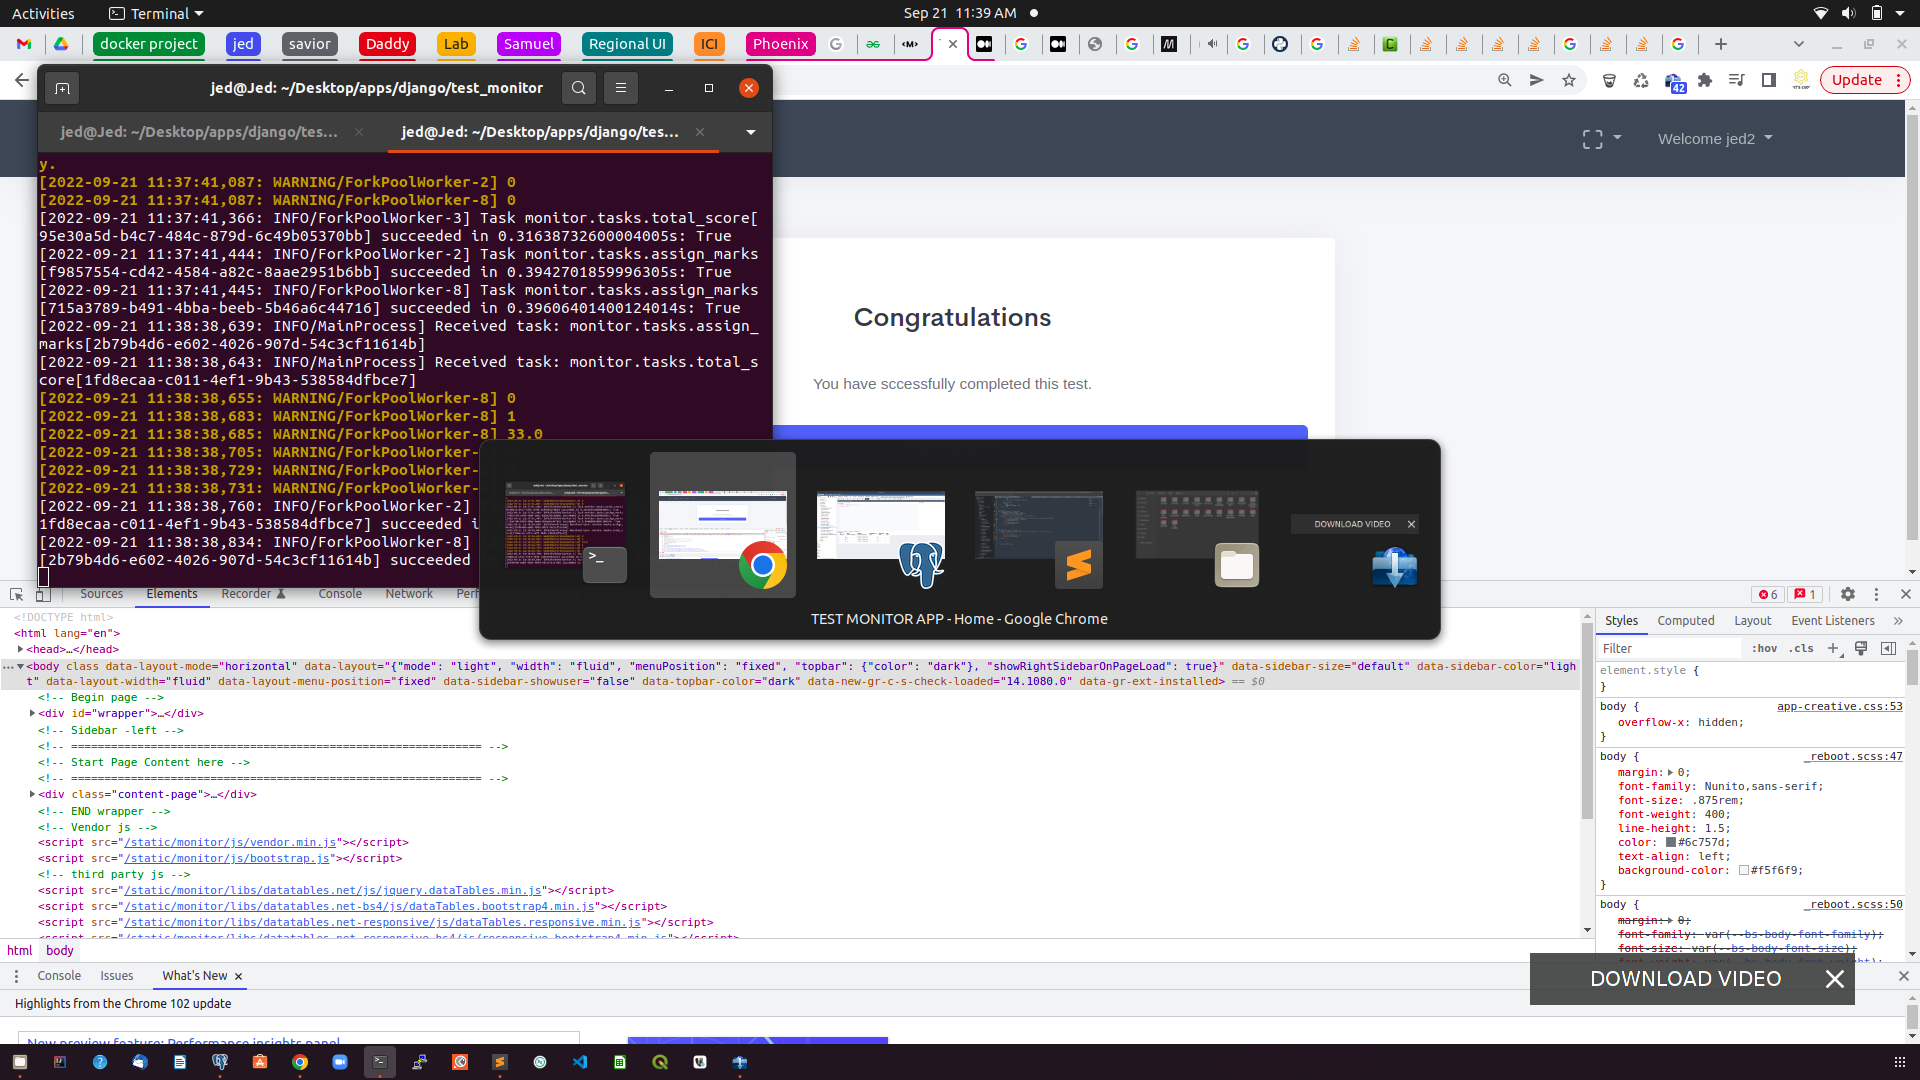 Activities
Terminal
Sep 21 11:39 AM
docker project
jed
savior
Daddy
Lab
Samuel
Regional UI
ICI
Phoenix
42
Update
jed@Jed: ~/Desktop/apps/django/test_monitor
jed@Jed: ~/Desktop/apps/django/tes...
jed@Jed: ~/Desktop/apps/django/tes...
Welcome jed2
y.
[2022-09-21 11:37:41,087: WARNING/ForkPoolWorker-2] 0
[2022-09-21 11:37:41,087: WARNING/ForkPoolWorker-8] 0
[2022-09-21 11:37:41,366: INFO/ForkPoolWorker-3] Task monitor.tasks.total_score[
95e30a5d-b4c7-484c-879d-6c49b05370bb] succeeded in 0.31638732600004005s: True
[2022-09-21 11:37:41,444: INFO/ForkPoolWorker-2] Task monitor.tasks.assign_marks
[f9857554-cd42-4584-a82c-8aae2951b6bb] succeeded in 0.3942701859996305s: True
[2022-09-21 11:37:41,445: INFO/ForkPoolWorker-8] Task monitor.tasks.assign_marks
[715a3789-b491-4bba-beeb-5b46a6c44716] succeeded in 0.396064014001240​14s: True
[2022-09-21 11:38:38,639: INFO/MainProcess] Received task: monitor.tasks.assign_
marks[2b79b4d6-e602-4026-907d-54c3cf11614b]
[2022-09-21 11:38:38,643: INFO/MainProcess] Received task: monitor.tasks.total_s
core[1fd8ecaa-c011-4ef1-9b43-538584dfbce7]
[2022-09-21 11:38:38,655: WARNING/ForkPoolWorker-8] 0
[2022-09-21 11:38:38,683: WARNING/ForkPoolWorker-8] 1
[2022-09-21 11:38:38,685: WARNING/ForkPoolWorker-8] 33.0
[2022-09-21 11:38:38,705: WARNING/ForkPoolWorker-
[2022-09-21 11:38:38,729: WARNING/ForkPoolWorker-
[2022-09-21 11:38:38,731: WARNING/ForkPoolWorker-
[2022-09-21 11:38:38,760: INFO/ForkPoolWorker-2]
1fd8ecaa-c011-4ef1-9b43-538584dfbce7] succeeded i
[2022-09-21 11:38:38,834: INFO/ForkPoolWorker-8]
[2b79b4d6-e602-4026-907d-54c3cf11614b] succeeded
Congratulations
You have sccessfully completed this test.
DOWNLOAD VIDEO
TEST MONITOR APP - Home - Google Chrome
Sources
Elements
Recorder
Console
Network
Per
6
1
<!DOCTYPE html>
<html lang="en">
<head>…</head>
<body class data-layout-mode="horizontal" data-layout="{"mode": "light", "width": "fluid", "menuPosition": "fixed", "topbar": {"color": "dark"}, "showRightSidebarOnPageLoad": true}" data-sidebar-size="default" data-sidebar-color="ligh
t" data-layout-width="fluid" data-layout-menu-position="fixed" data-sidebar-showuser="false" data-topbar-color="dark" data-new-gr-c-s-check-loaded="14.1080.0" data-gr-ext-installed> == $0
<!-- Begin page -->
<div id="wrapper">…</div>
<!-- Sidebar -left -->
<!-- ============================================================== -->
<!-- Start Page Content here -->
<!-- ============================================================== -->
<div class="content-page">…</div>
<!-- END wrapper -->
<!-- Vendor js -->
<script src="/static/monitor/js/vendor.min.js"></script>
<script src="/static/monitor/js/bootstrap.js"></script>
<!-- third party js -->
<script src="/static/monitor/libs/datatables.net/js/jquery.dataTables.min.js"></script>
<script src="/static/monitor/libs/datatables.net-bs4/js/dataTables.bootstrap4.min.js"></script>
<script src="/static/monitor/libs/datatables.net-responsive/js/dataTables.responsive.min.js"></script>
Styles
Computed
Layout
Event Listeners
Filter
:hov .cls
element.style {
}
body {
app-creative.css:53
overflow-x: hidden;
}
body {
_reboot.scss:47
margin: 0;
font-family: Nunito,sans-serif;
font-size: .875rem;
font-weight: 400;
line-height: 1.5;
color: #6c757d;
text-align: left;
background-color: #f5f6f9;
}
body {
_reboot.scss:50
margin: 0;
font-family: var(--bs-body-font-family);
font-size: var(--bs-body-font-size);
html
body
Console
Issues
What's New
DOWNLOAD VIDEO
Highlights from the Chrome 102 update
New preview feature: Performance insights panel